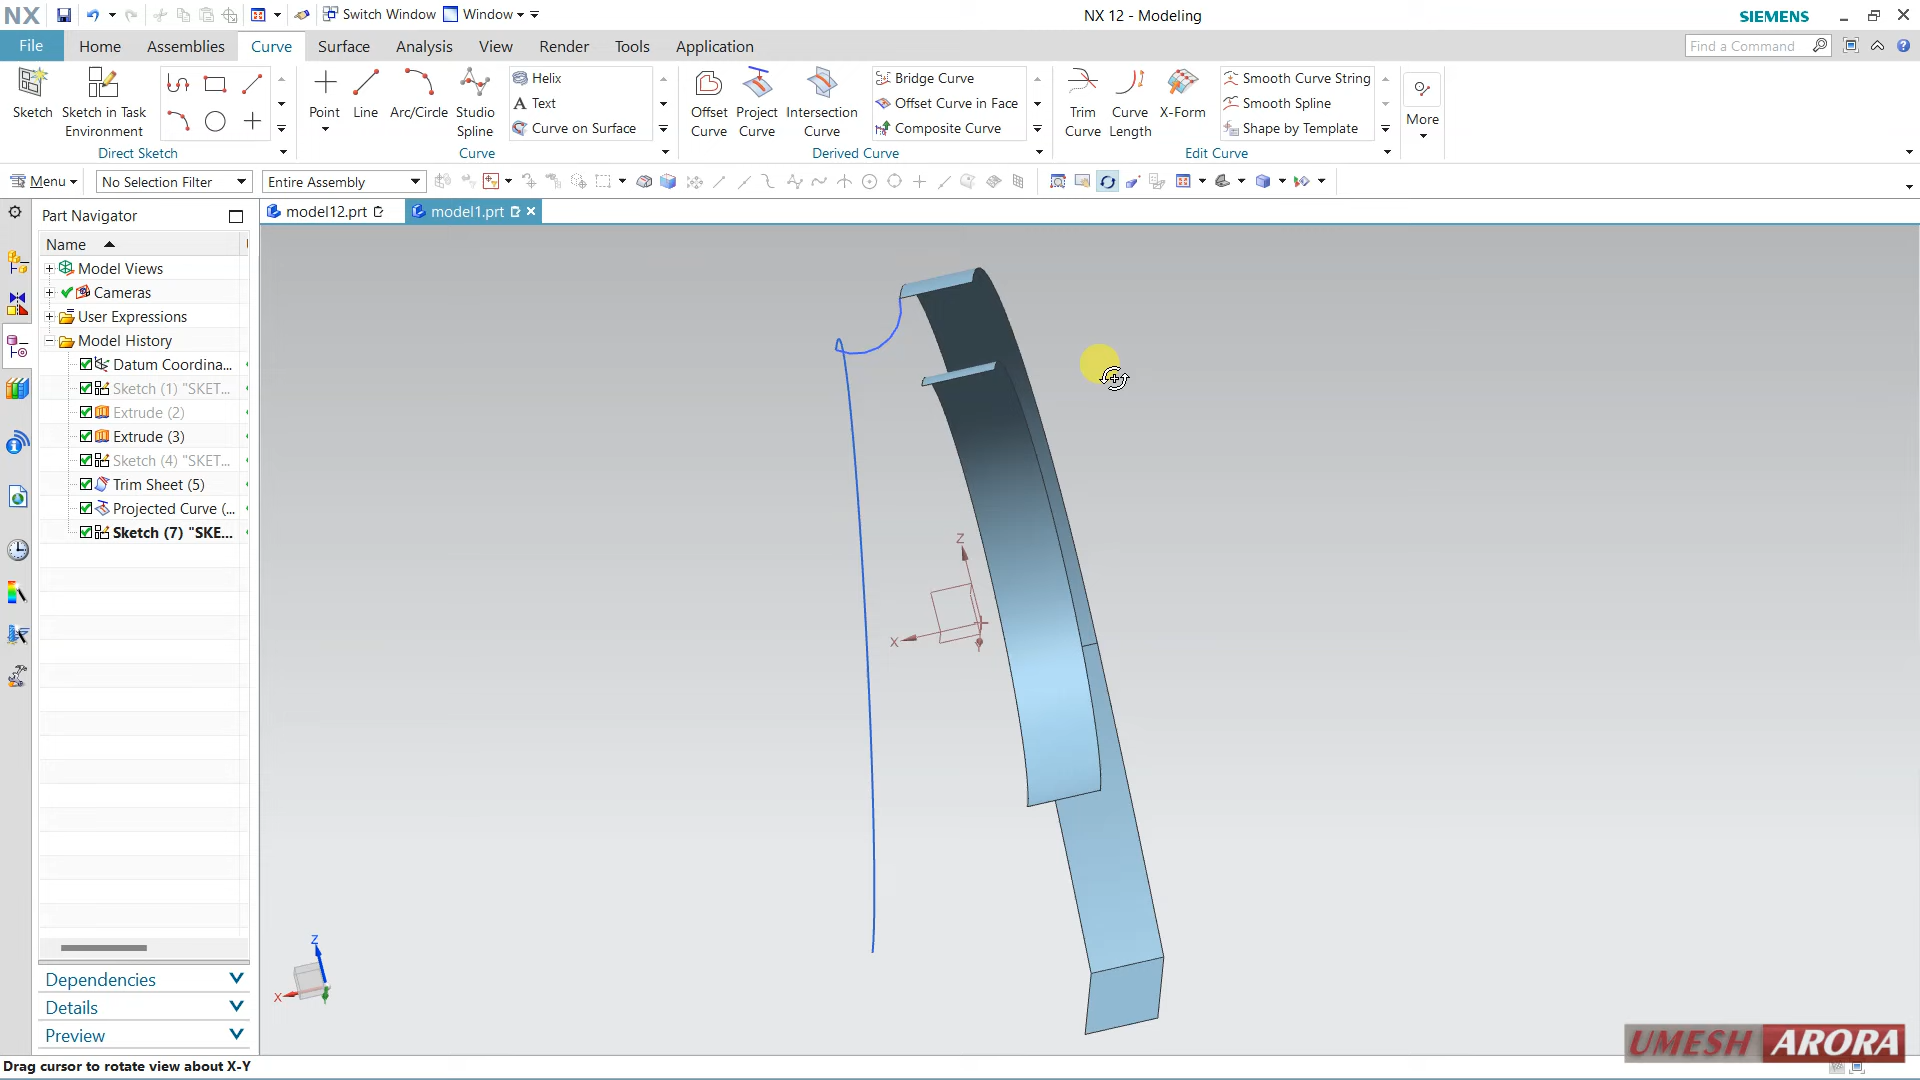 NX
Switch Window
Window
NX 12 - Modeling
SIEMENS
File
Home
Assemblies
Curve
Surface
Analysis
View
Render
Tools
Application
Find a Command
Sketch
Sketch in Task
Environment
Direct Sketch
Point
Line
Arc/Circle
Studio
Spline
Helix
A Text
Curve on Surface
Curve
Offset
Curve
Project
Curve
Intersection
Curve
Bridge Curve
Offset Curve in Face
Composite Curve
Derived Curve
Trim
Curve
Curve
Length
X-Form
Smooth Curve String
Smooth Spline
Shape by Template
Edit Curve
More
Menu
No Selection Filter
Entire Assembly
Part Navigator
model12.prt
model1.prt
Name
Model Views
Cameras
User Expressions
Model History
Datum Coordina...
Sketch (1) "SKET...
Extrude (2)
Extrude (3)
Sketch (4) "SKET...
Trim Sheet (5)
Projected Curve (...
Sketch (7) "SKE...
Z
X
Z
X
Dependencies
Details
Preview
UMESH ARORA
Drag cursor to rotate view about X-Y